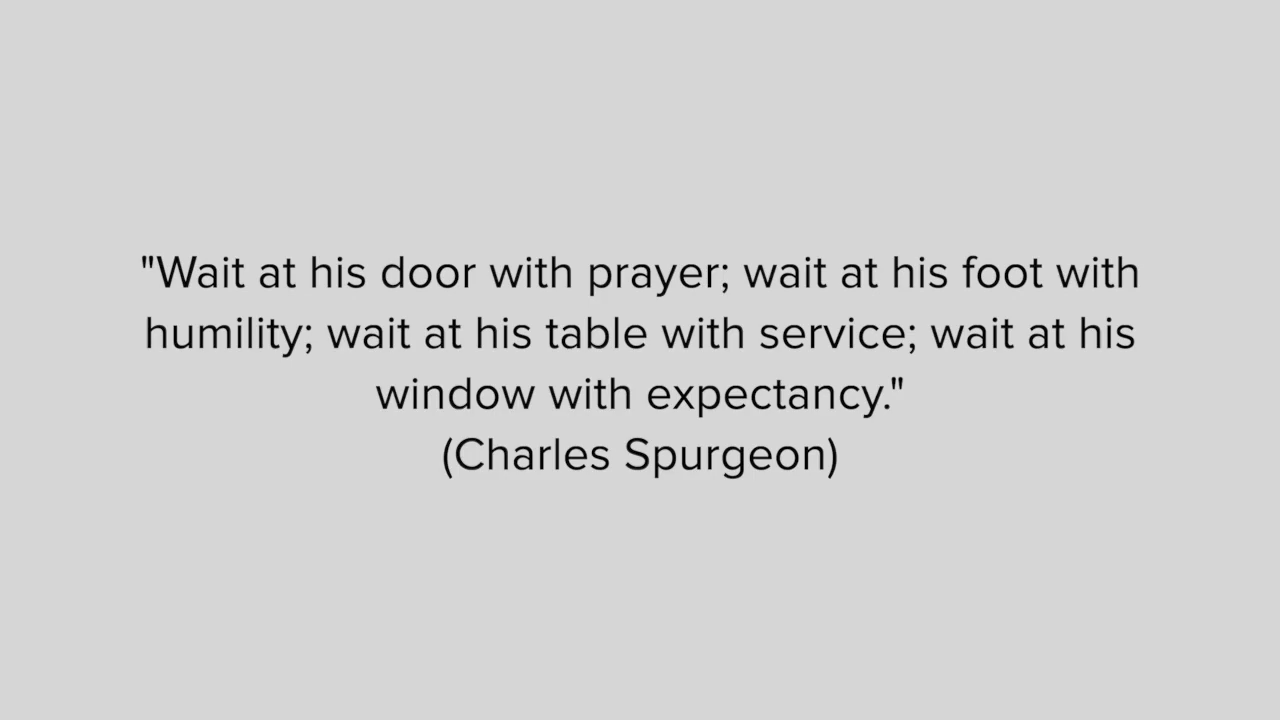 "Wait at his door with prayer; wait at his foot with
humility; wait at his table with service; wait at his
window with expectancy."
(Charles Spurgeon)